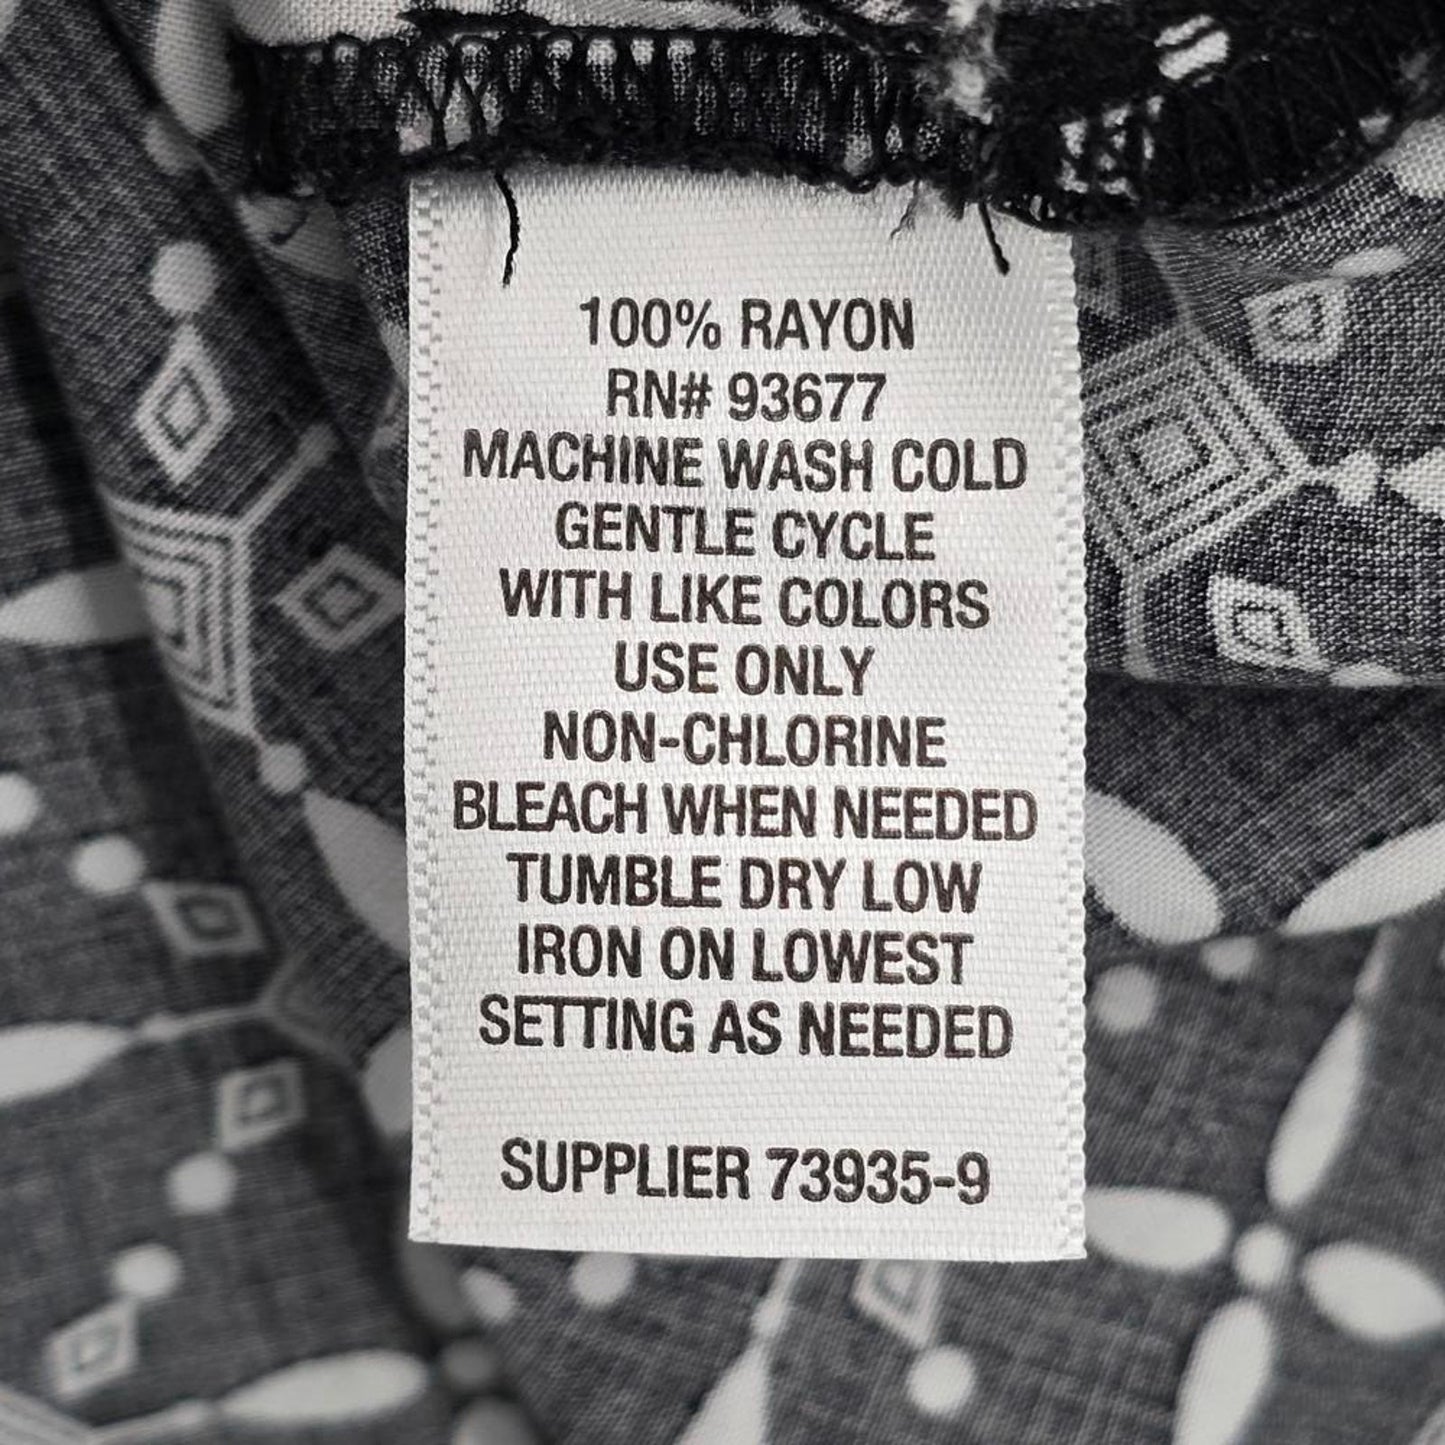 100% RAYON
RN# 93677
MACHINE WASH COLD
GENTLE CYCLE
WITH LIKE COLORS
USE ONLY
NON-CHLORINE
BLEACH WHEN NEEDED
TUMBLE DRY LOW
IRON ON LOWEST
SETTING AS NEEDED
SUPPLIER 73935-9